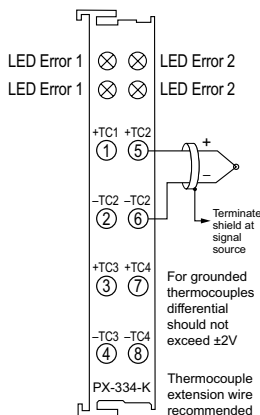 LED Error 1 LED Error 2
LED Error 1 LED Error 2
+TC1 +TC2
1 5
+
–
–TC2 –TC2
2 6
Terminate
shield at
signal
source
+TC3 +TC4
3 7
For grounded
thermocouples
differential
should not
exceed ±2V
–TC3 –TC4
4 8
PX-334-K
Thermocouple
extension wire
recommended